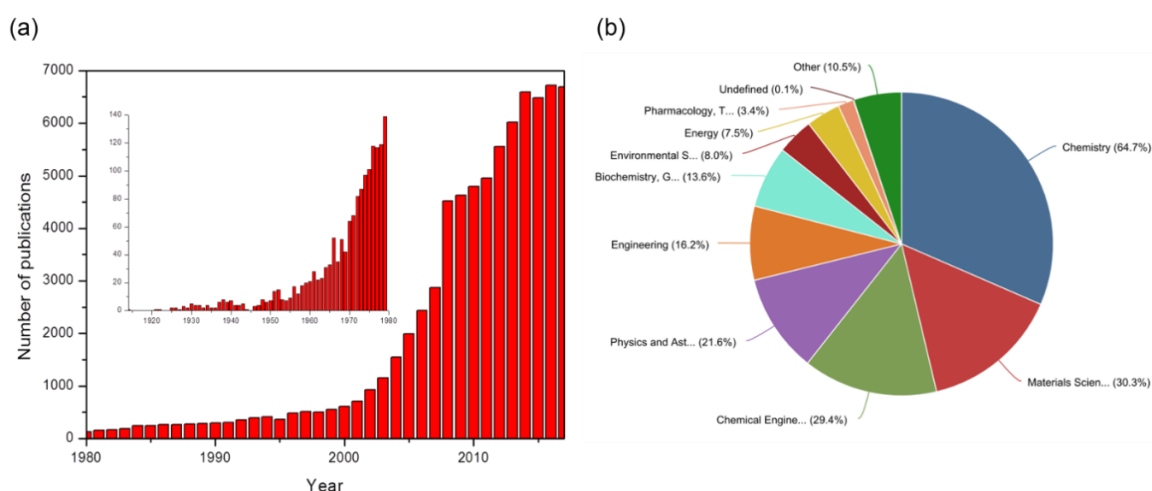 (a)
7000
6000
5000
4000
3000
2000
1000
0
Number of publications
1980
1990
2000
2010
Year
140
120
100
80
60
40
20
0
1920
1930
1940
1950
1960
1970
1980
(b)
Other (10.5%)
Undefined (0.1%)
Pharmacology, T... (3.4%)
Energy (7.5%)
Environmental S... (8.0%)
Biochemistry, G... (13.6%)
Engineering (16.2%)
Physics and Ast... (21.6%)
Chemical Engine... (29.4%)
Materials Scien... (30.3%)
Chemistry (64.7%)